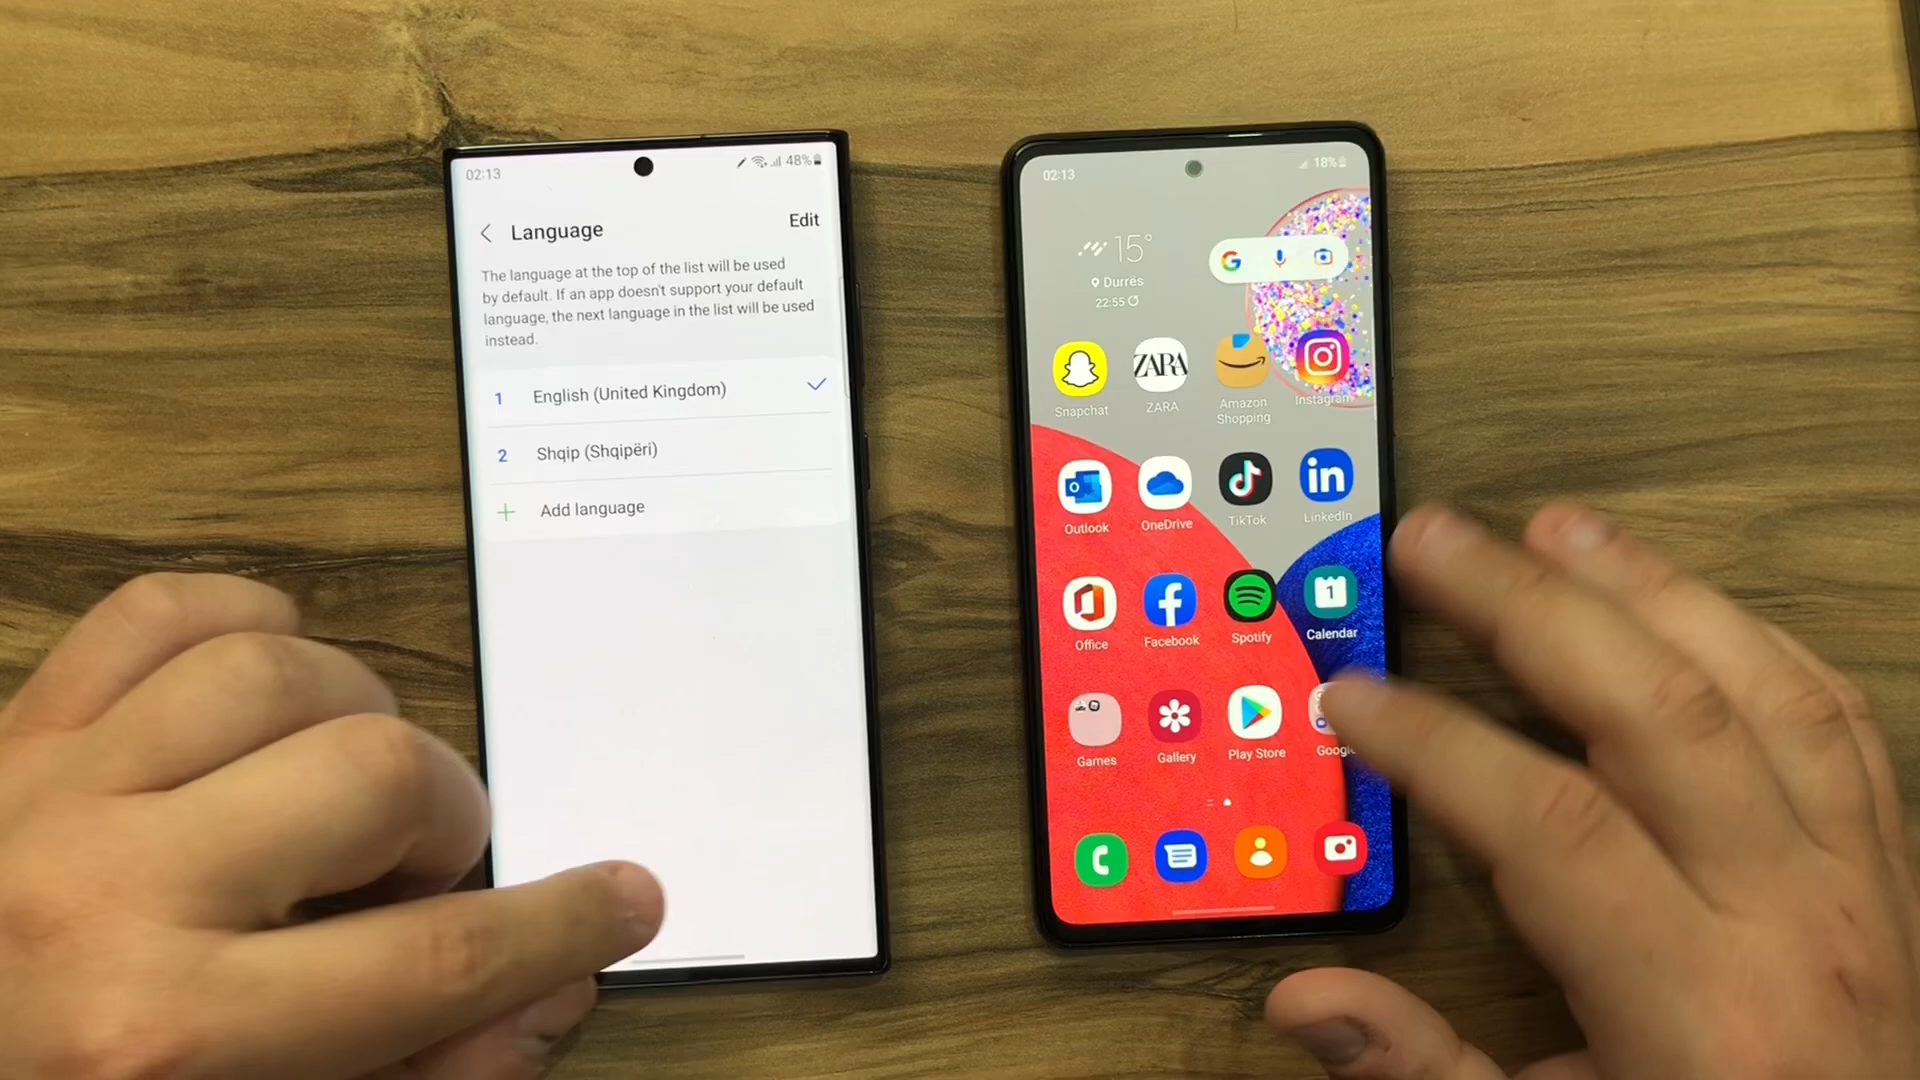 02:13
48%
Language
Edit
The language at the top of the list will be used
by default. If an app doesn't support your default
language, the next language in the list will be used
instead.
1 English (United Kingdom)
2 Shqip (Shqipëri)
Add language
02:13
18%
15°
Durrës
22:55
G
ZARA
Snapchat
ZARA
Amazon
Shopping
Instagram
in
Outlook
OneDrive
TikTok
LinkedIn
1
Office
Facebook
Spotify
Calendar
Games
Gallery
Play Store
Google